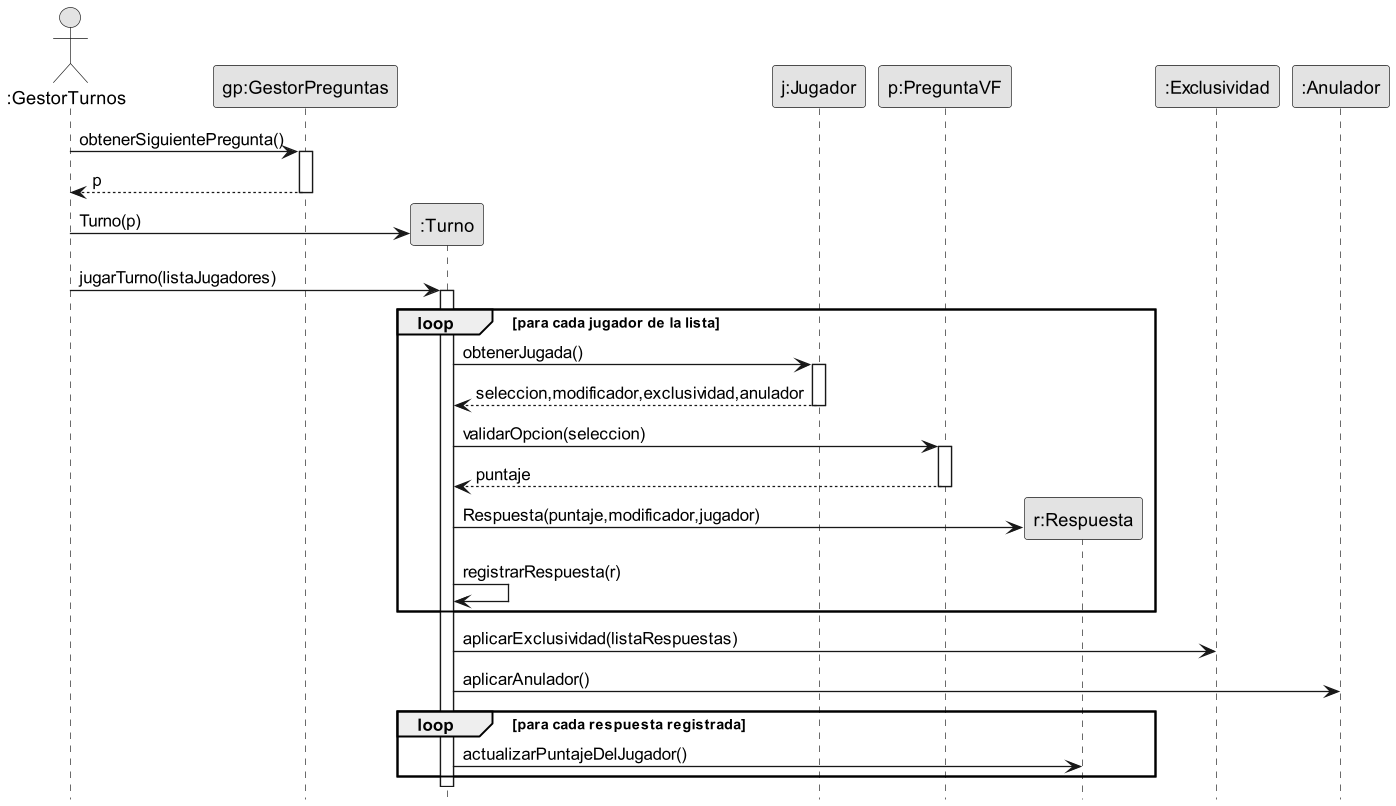 :GestorTurnos
gp:GestorPreguntas
j:Jugador
p:PreguntaVF
:Exclusividad
:Anulador
obtenerSiguientePregunta()
p
Turno(p)
:Turno
jugarTurno(listaJugadores)
loop
[para cada jugador de la lista]
obtenerJugada()
seleccion,modificador,exclusividad,anulador
validarOpcion(seleccion)
puntaje
Respuesta(puntaje,modificador,jugador)
r:Respuesta
registrarRespuesta(r)
aplicarExclusividad(listaRespuestas)
aplicarAnulador()
loop
[para cada respuesta registrada]
actualizarPuntajeDelJugador()